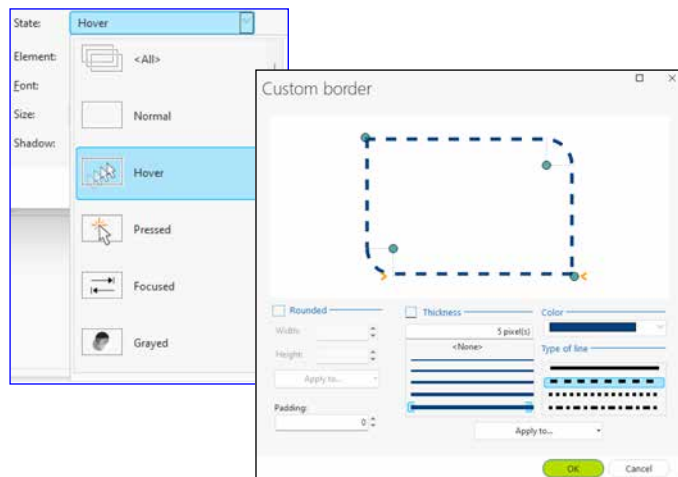 State:
Hover
Element:
<All>
Font:
Size:
Normal
Shadow:
Hover
Pressed
Focused
Grayed
Custom border
Rounded
Thickness
Color
Width:
5 pixel(s)
Height:
<None>
Type of line
Apply to...
Padding:
0
Apply to...
OK
Cancel